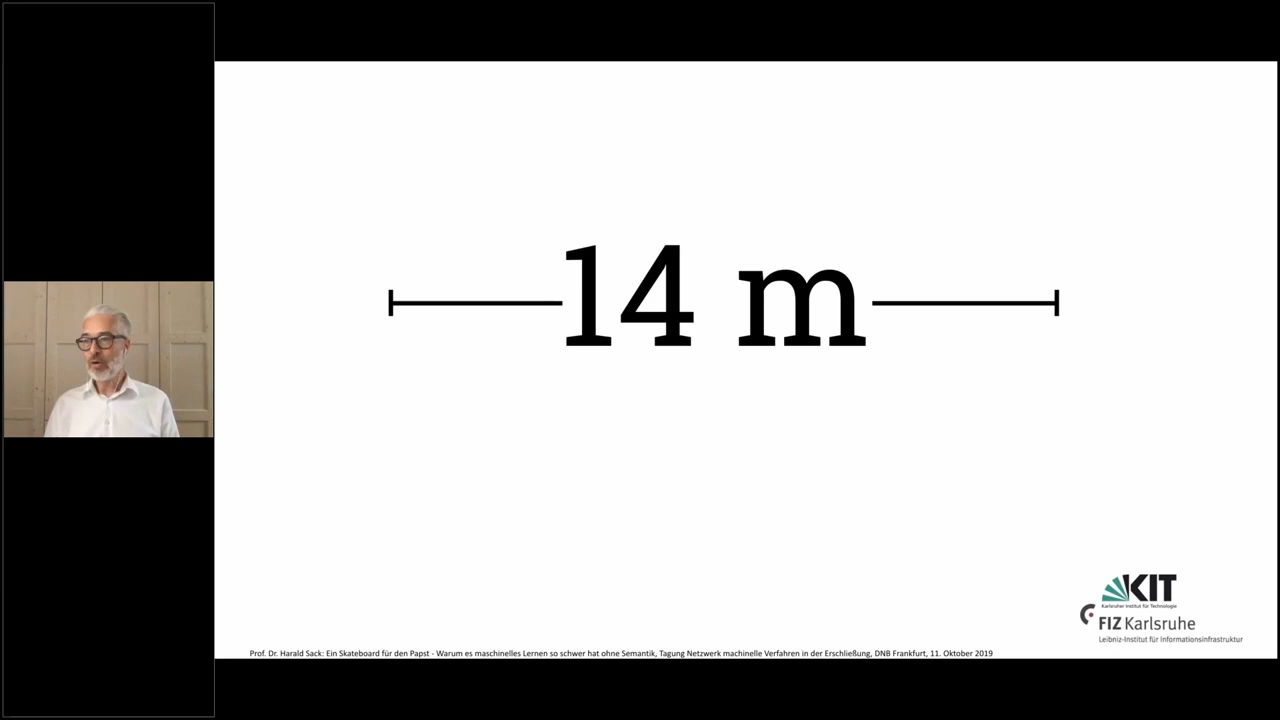 14 m
KIT
Karlsruher Institut für Technologie
FIZ Karlsruhe
Leibniz-Institut für Informationsinfrastruktur
Prof. Dr. Harald Sack: Ein Skateboard für den Papst - Warum es maschinelles Lernen so schwer hat ohne Semantik, Tagung Netzwerk machinelle Verfahren in der Erschließung, DNB Frankfurt, 11. Oktober 2019